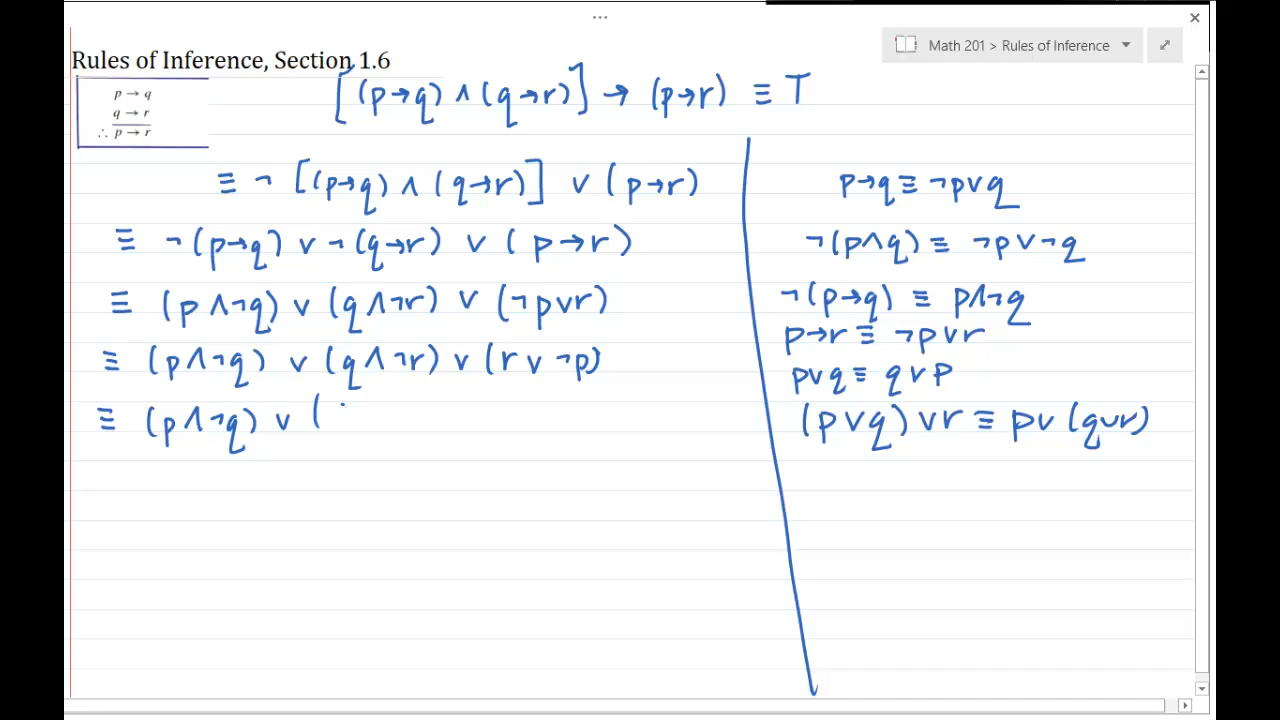 ...
Math 201 > Rules of Inference
Rules of Inference, Section 1.6
p → q
q → r
∴ p → r
[(p→q) ∧ (q→r)] → (p→r) ≡ T
≡ ¬ [(p→q) ∧ (q→r)] ∨ (p→r)
≡ ¬(p→q) ∨ ¬(q→r) ∨ (p→r)
≡ (p∧¬q) ∨ (q∧¬r) ∨ (¬p∨r)
≡ (p∧¬q) ∨ (q∧¬r) ∨ (r∨¬p)
≡ (p∧¬q) ∨ (
p→q ≡ ¬p∨q
¬(p∧q) ≡ ¬p∨¬q
¬(p→q) ≡ p∧¬q
p→r ≡ ¬p∨r
p∨q ≡ q∨p
(p∨q)∨r ≡ p∨(q∨r)